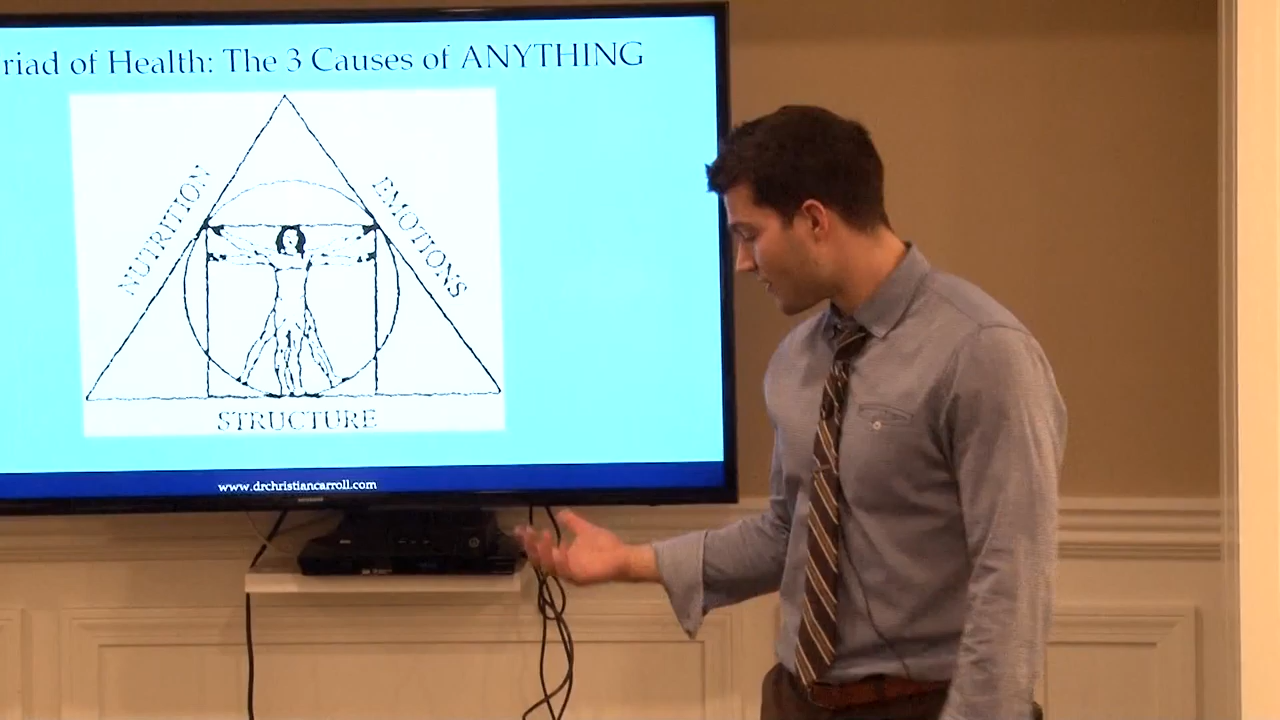 riad of Health: The 3 Causes of ANYTHING
NUTRITION
EMOTIONS
STRUCTURE
www.drchristiancarroll.com